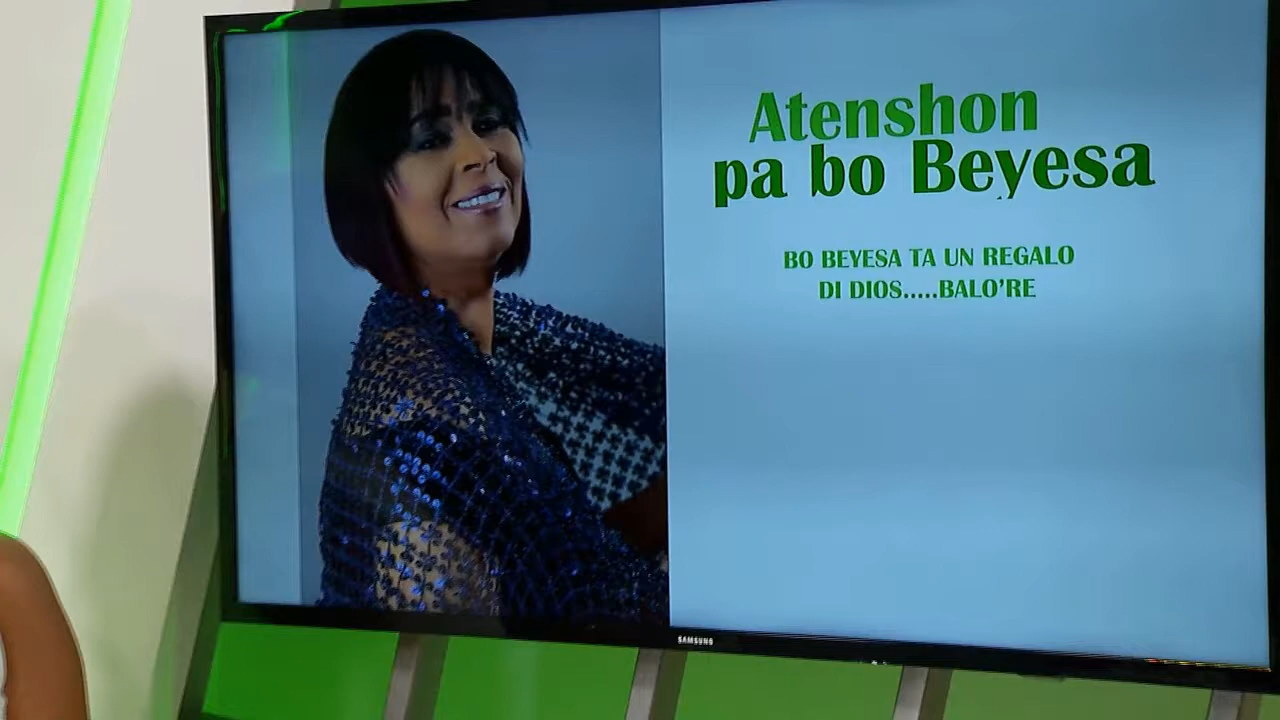 Atenshon
pa bo Beyesa
BO BEYESA TA UN REGALO
DI DIOS.....BALO'RE
SAMSUNG